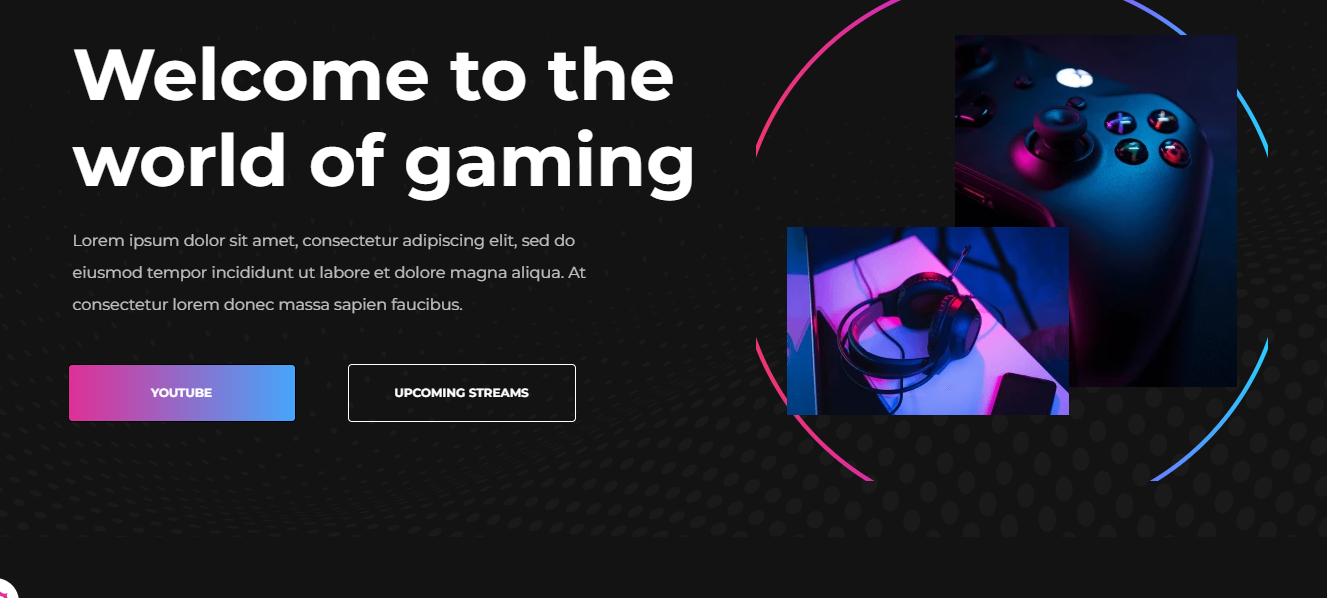 Welcome to the
world of gaming
Lorem ipsum dolor sit amet, consectetur adipiscing elit, sed do
eiusmod tempor incididunt ut labore et dolore magna aliqua. At
consectetur lorem donec massa sapien faucibus.
YOUTUBE
UPCOMING STREAMS